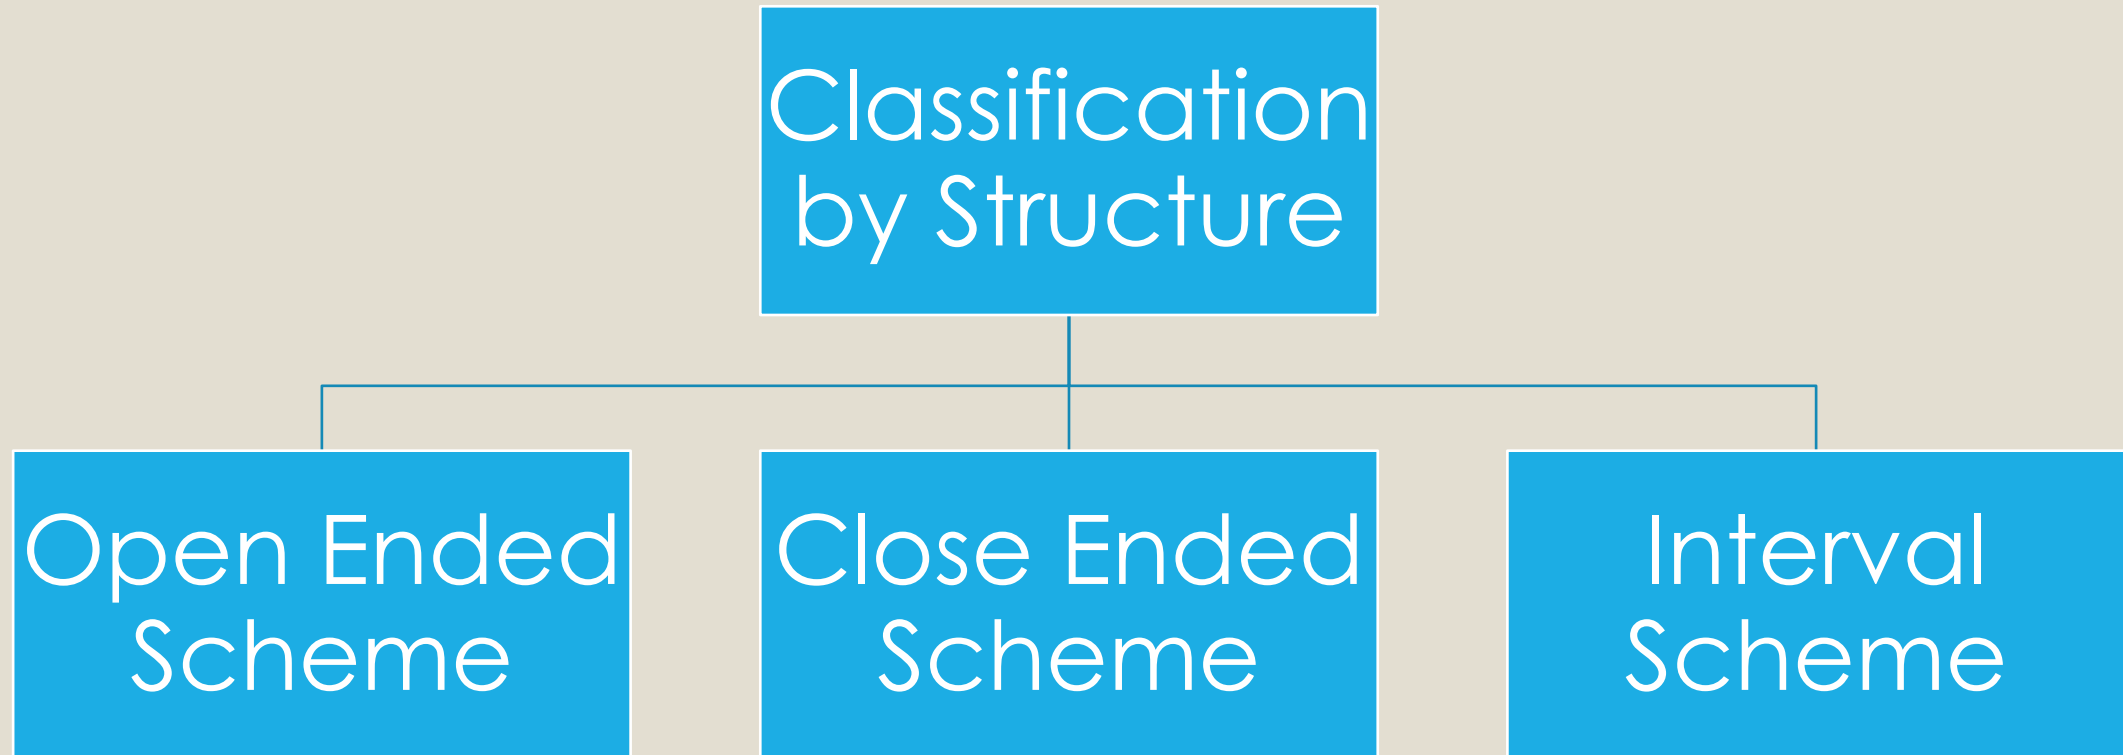 Classification
by Structure
Open Ended
Scheme
Close Ended
Scheme
Interval
Scheme